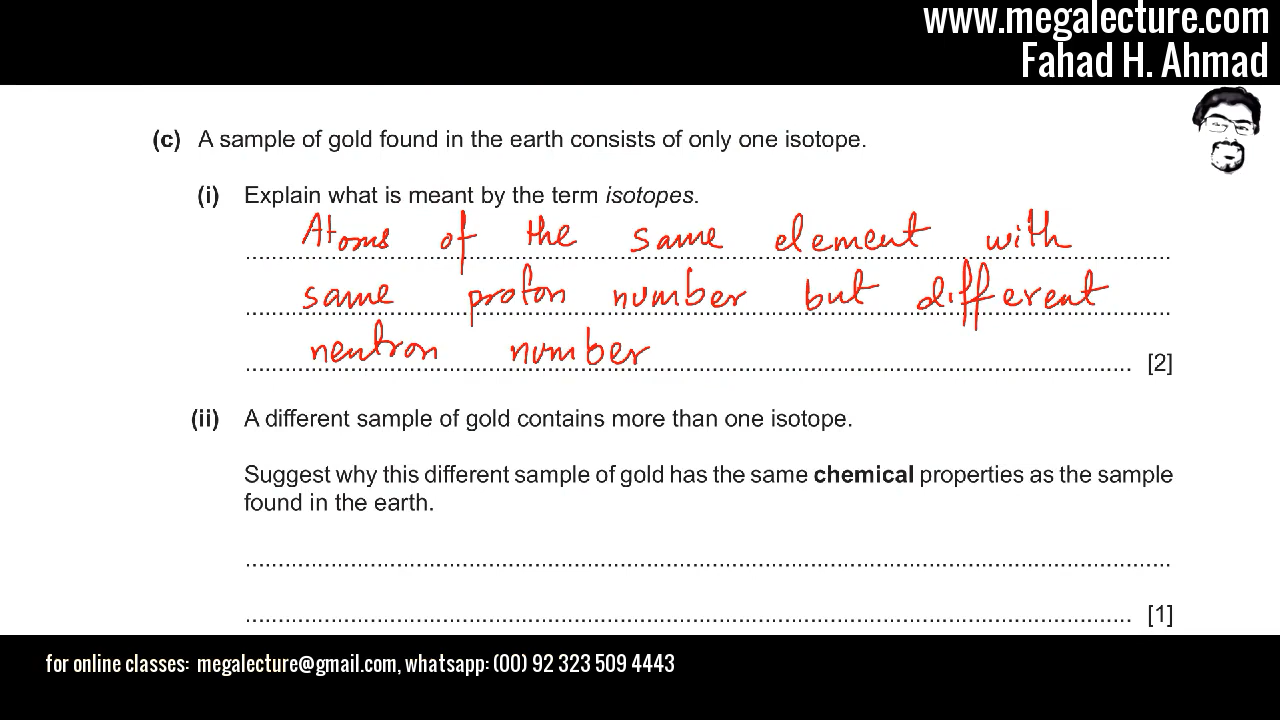 www.megalecture.com
Fahad H. Ahmad
(c) A sample of gold found in the earth consists of only one isotope.
(i) Explain what is meant by the term isotopes.
Atoms of the same element with
same proton number but different
neutron number
[2]
(ii) A different sample of gold contains more than one isotope.
Suggest why this different sample of gold has the same chemical properties as the sample
found in the earth.
[1]
for online classes: megalecture@gmail.com, whatsapp: (00) 92 323 509 4443